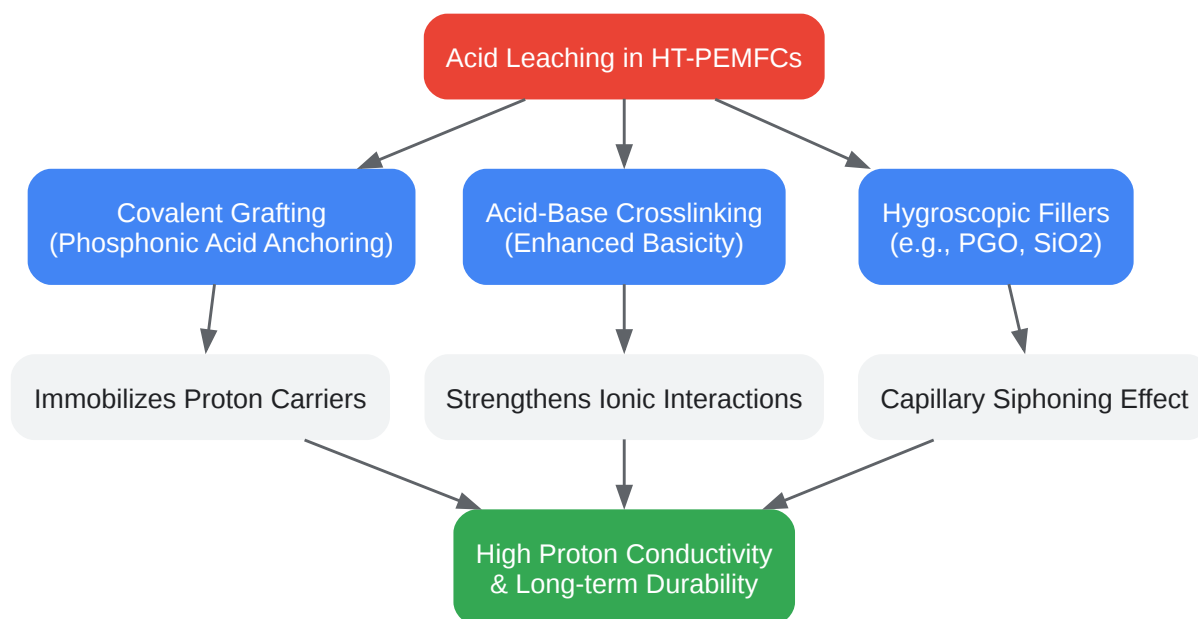 Acid Leaching in HT-PEMFCs
Covalent Grafting
(Phosphonic Acid Anchoring)
Acid-Base Crosslinking
(Enhanced Basicity)
Hygroscopic Fillers
(e.g., PGO, SiO2)
Immobilizes Proton Carriers
Strengthens Ionic Interactions
Capillary Siphoning Effect
High Proton Conductivity
& Long-term Durability